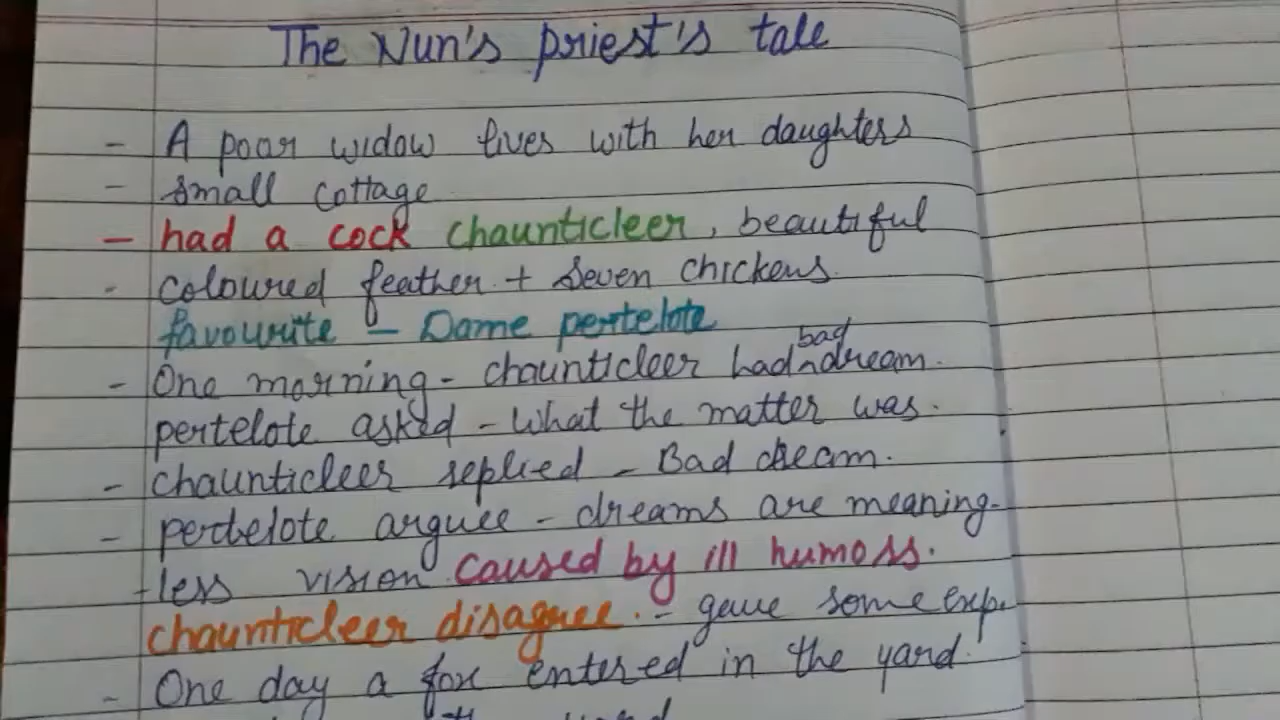 The Nun's priest's tale
- A poor widow lives with her daughters
- small cottage
- had a cock chaunticleer, beautiful
- coloured feather + seven chickens.
favourite - Dame pertelote
bad
- One morning - chaunticleer had^dream.
pertelote asked - What the matter was.
- chaunticleer replied - Bad dream.
- pertelote arguee - dreams are meaning-
less vision caused by ill humoss.
chaunticleer disagree. - gave some exp.
- One day a fox entered in the yard.